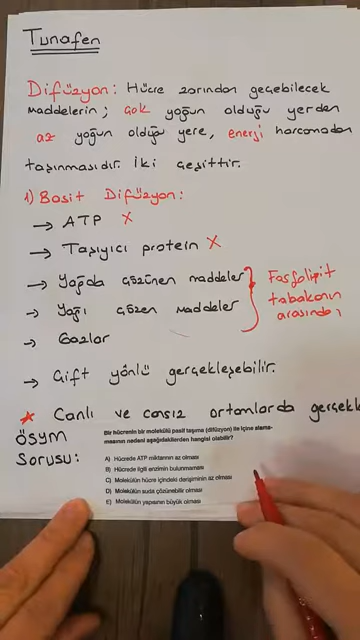 Tunafen
Difüzyon: Hücre zarından geçebilecek
maddelerin; çok yoğun olduğu yerden
az yoğun olduğu yere, enerji harcamadan
taşınmasıdır. İki çeşittir.
1) Basit Difüzyon:
→ ATP X
→ Taşıyıcı protein X
→ Yağda çözünen maddeler
→ Yağı çözen maddeler
Fosfolipit
tabakanın
arasından
→ Gazlar
→ Çift yönlü gerçekleşebilir.
* Canlı ve cansız ortamlarda gerçekle
ÖSYM
Sorusu:
Bir hücrenin bir molekülü pasif taşıma (difüzyon) ile içine alama-
masının nedeni aşağıdakilerden hangisi olabilir?
A) Hücrede ATP miktarının az olması
B) Hücrede ilgili enzimin bulunmaması
C) Molekülün hücre içindeki derişiminin az olması
D) Molekülün suda çözünebilir olması
E) Molekülün yapısının büyük olması